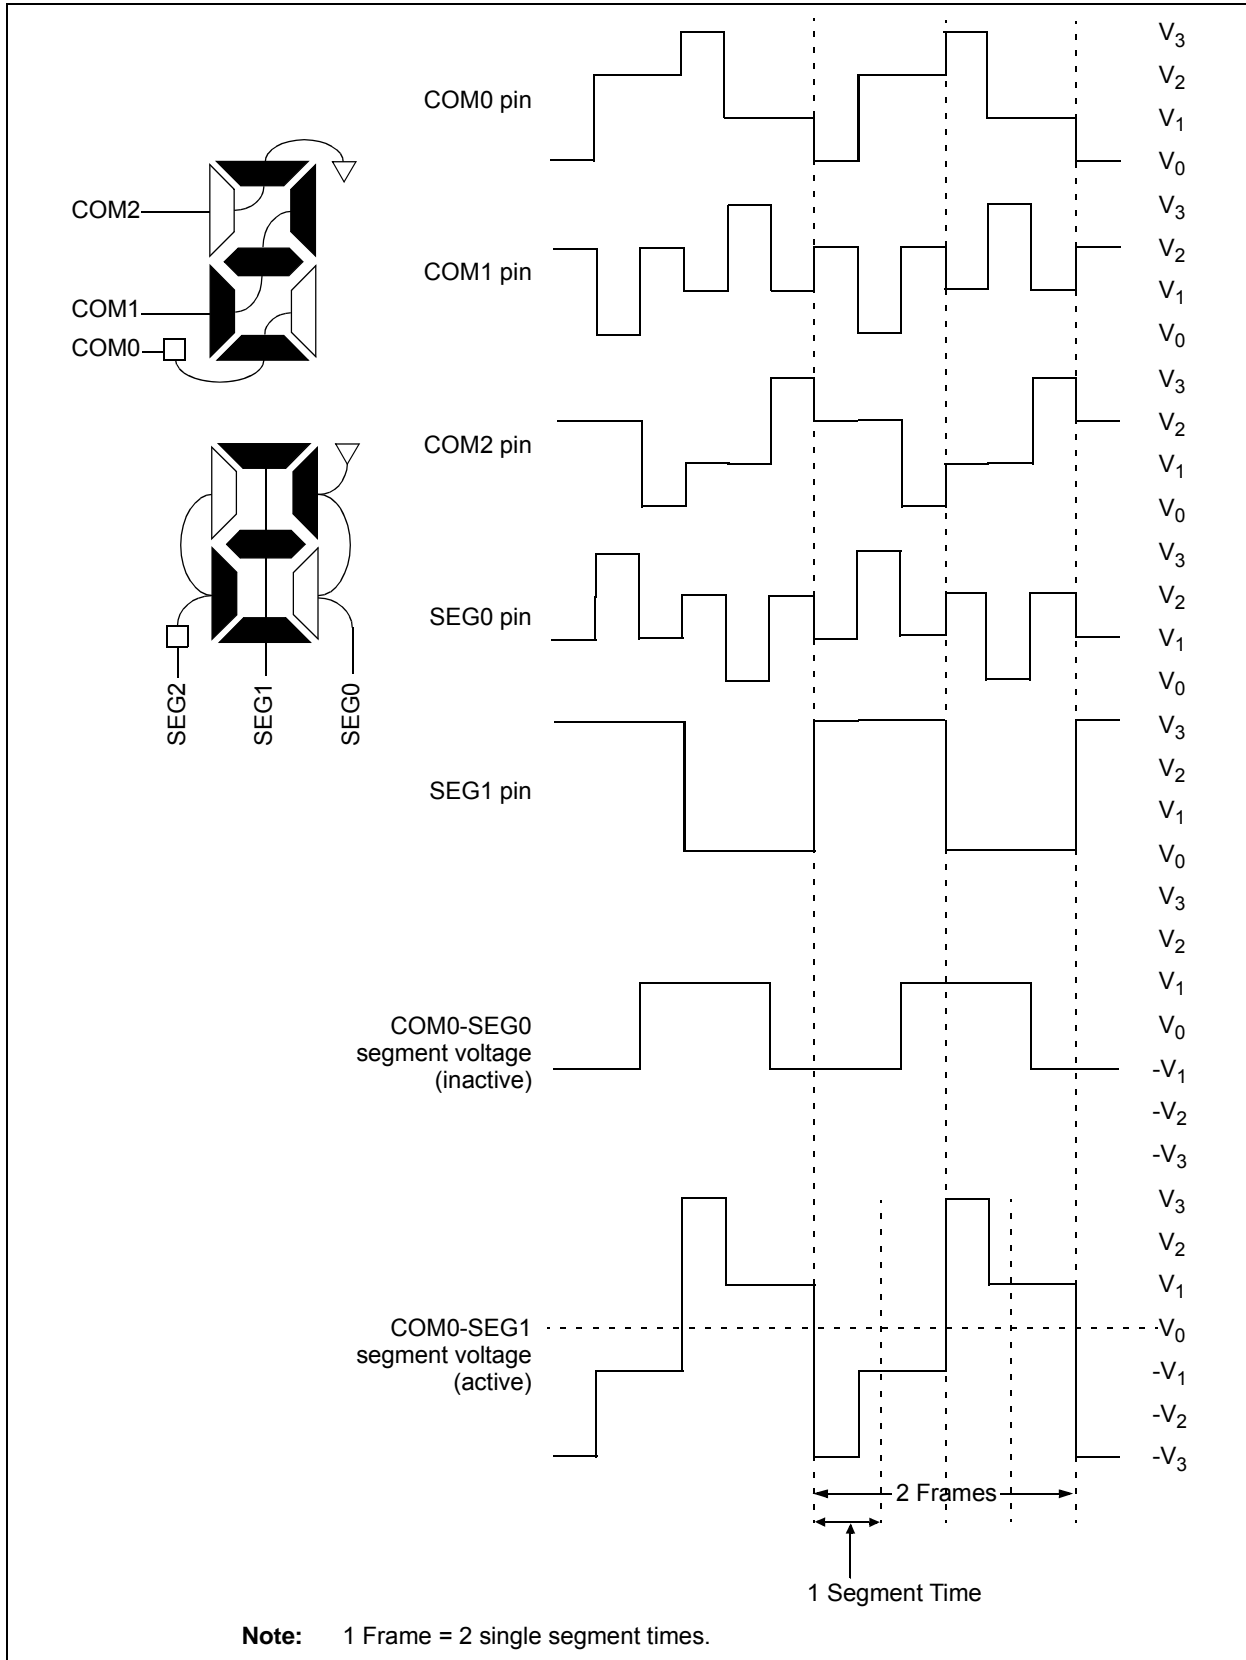 COM0 pin
V3
V2
V1
V0
COM2
COM1
COM0
COM1 pin
V3
V2
V1
V0
COM2 pin
V3
V2
V1
V0
SEG2
SEG1
SEG0
SEG0 pin
V3
V2
V1
V0
SEG1 pin
V3
V2
V1
V0
COM0-SEG0
segment voltage
(inactive)
V3
V2
V1
V0
-V1
-V2
-V3
COM0-SEG1
segment voltage
(active)
V3
V2
V1
V0
-V1
-V2
-V3
2 Frames
1 Segment Time
Note: 1 Frame = 2 single segment times.